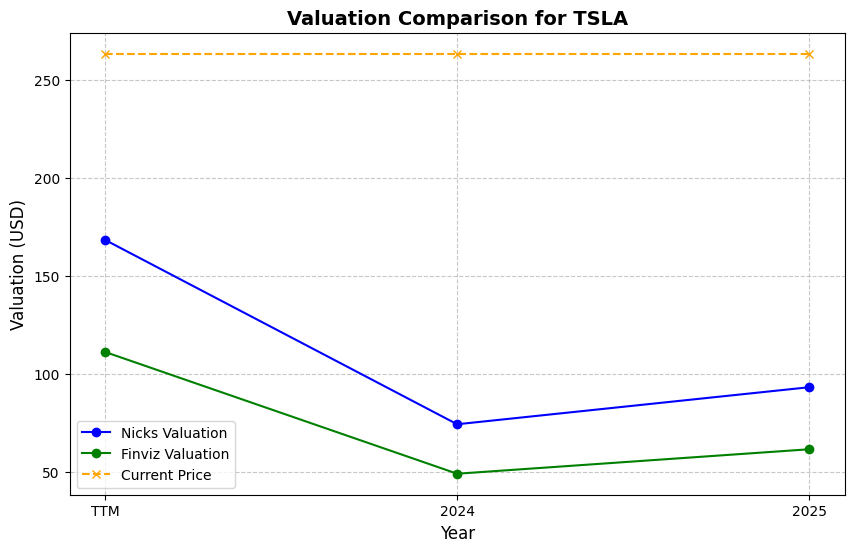 Valuation Comparison for TSLA
Valuation (USD)
250
200
150
100
50
Nicks Valuation
Finviz Valuation
Current Price
TTM 2024 2025
Year